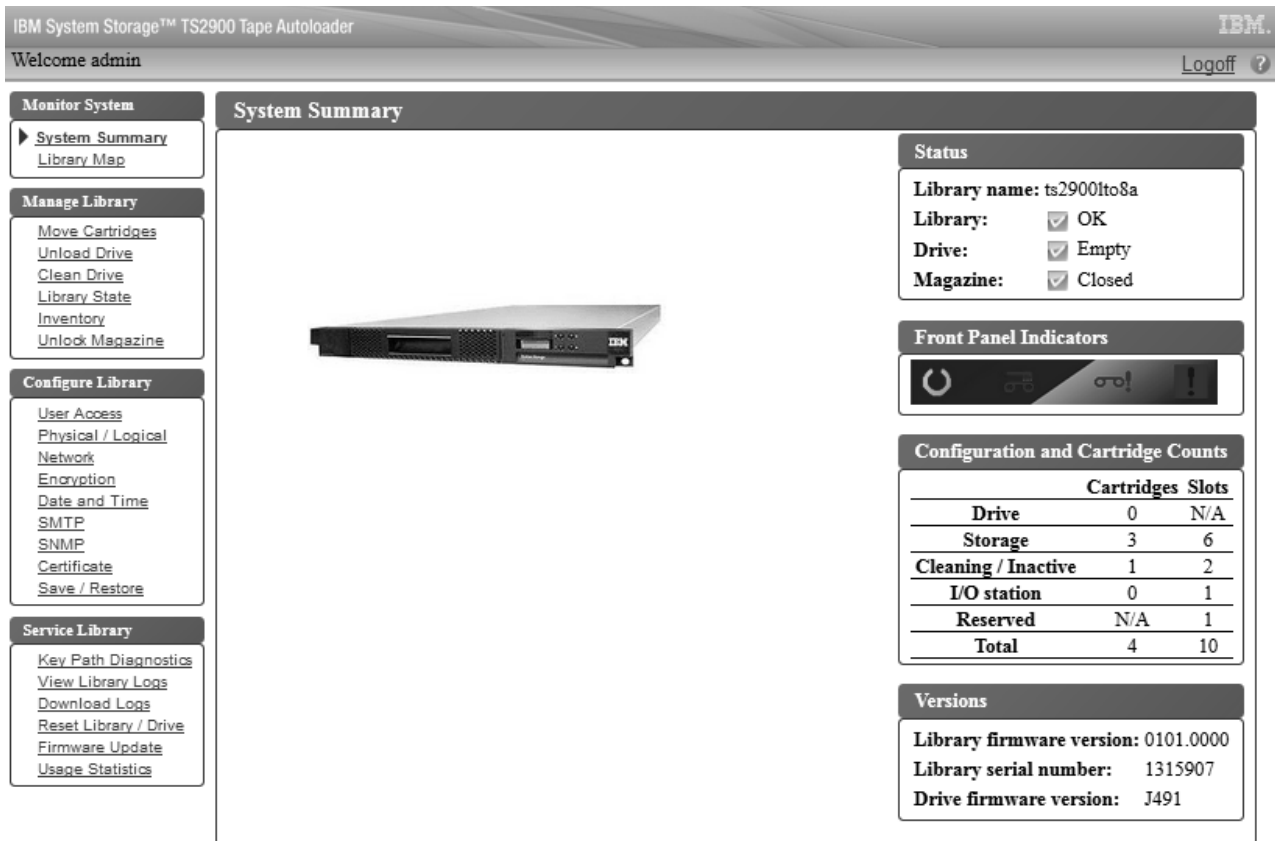 IBM System Storage™ TS2900 Tape Autoloader
IBM.
Welcome admin
Logoff ?
Monitor System
System Summary
Library Map
Manage Library
Move Cartridges
Unload Drive
Clean Drive
Library State
Inventory
Unlock Magazine
Configure Library
User Access
Physical / Logical
Network
Encryption
Date and Time
SMTP
SNMP
Certificate
Save / Restore
Service Library
Key Path Diagnostics
View Library Logs
Download Logs
Reset Library / Drive
Firmware Update
Usage Statistics
System Summary
IBM
Status
Library name: ts2900lto8a
Library: OK
Drive: Empty
Magazine: Closed
Front Panel Indicators
Configuration and Cartridge Counts
Cartridges Slots
Drive 0 N/A
Storage 3 6
Cleaning / Inactive 1 2
I/O station 0 1
Reserved N/A 1
Total 4 10
Versions
Library firmware version: 0101.0000
Library serial number: 1315907
Drive firmware version: J491